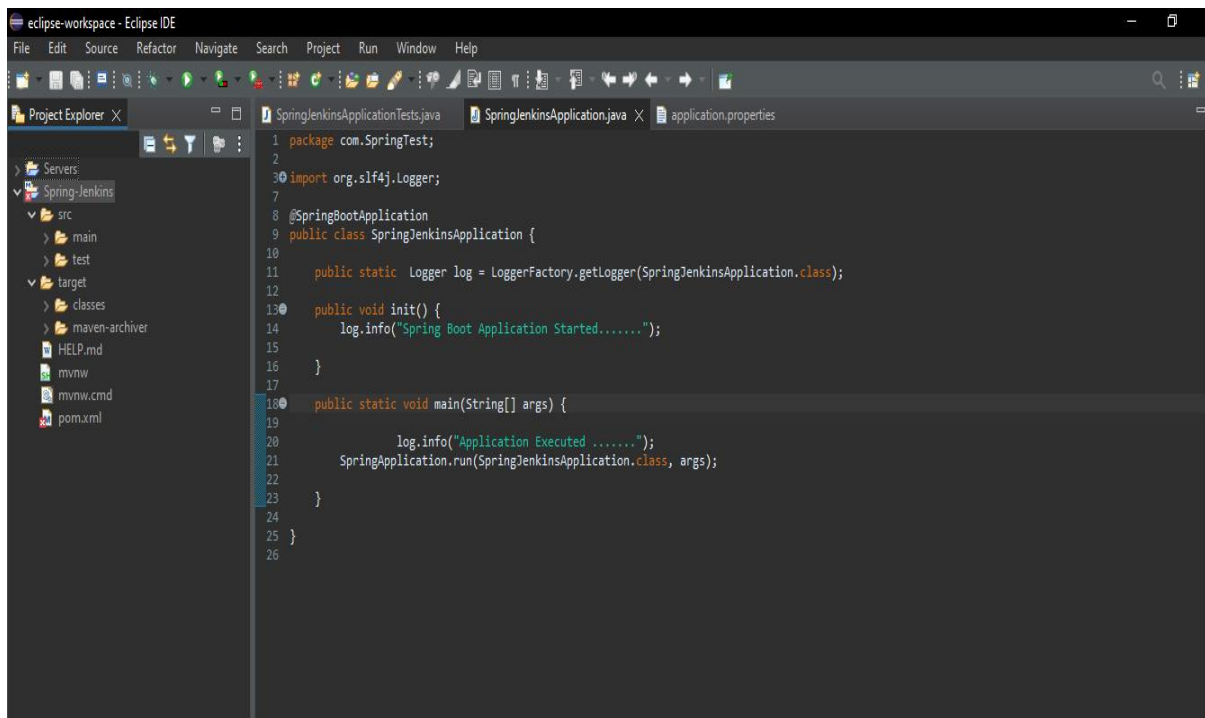 eclipse-workspace - Eclipse IDE
File Edit Source Refactor Navigate Search Project Run Window Help
Project Explorer
SpringJenkinsApplicationTests.java SpringJenkinsApplication.java application.properties
Servers
Spring-Jenkins
src
main
test
target
classes
maven-archiver
HELP.md
mvnw
mvnw.cmd
pom.xml
1 package com.SpringTest;
2
3 import org.slf4j.Logger;
7
8 @SpringBootApplication
9 public class SpringJenkinsApplication {
10
11 public static Logger log = LoggerFactory.getLogger(SpringJenkinsApplication.class);
12
13 public void init() {
14 log.info("Spring Boot Application Started.......");
15
16 }
17
18 public static void main(String[] args) {
19
20 log.info("Application Executed .......");
21 SpringApplication.run(SpringJenkinsApplication.class, args);
22
23 }
24
25 }
26